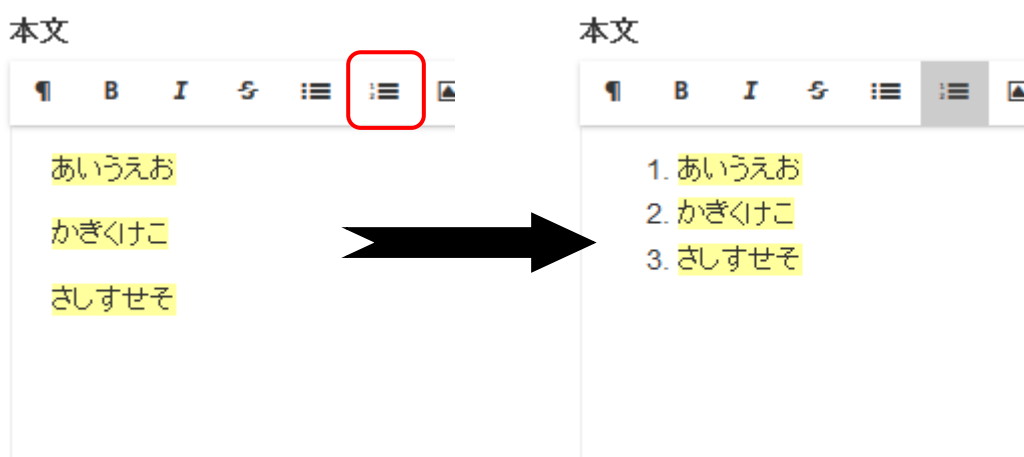 本文
¶ B I S
あいうえお
かきくけこ
さしすせそ
本文
¶ B I S
1. あいうえお
2. かきくけこ
3. さしすせそ